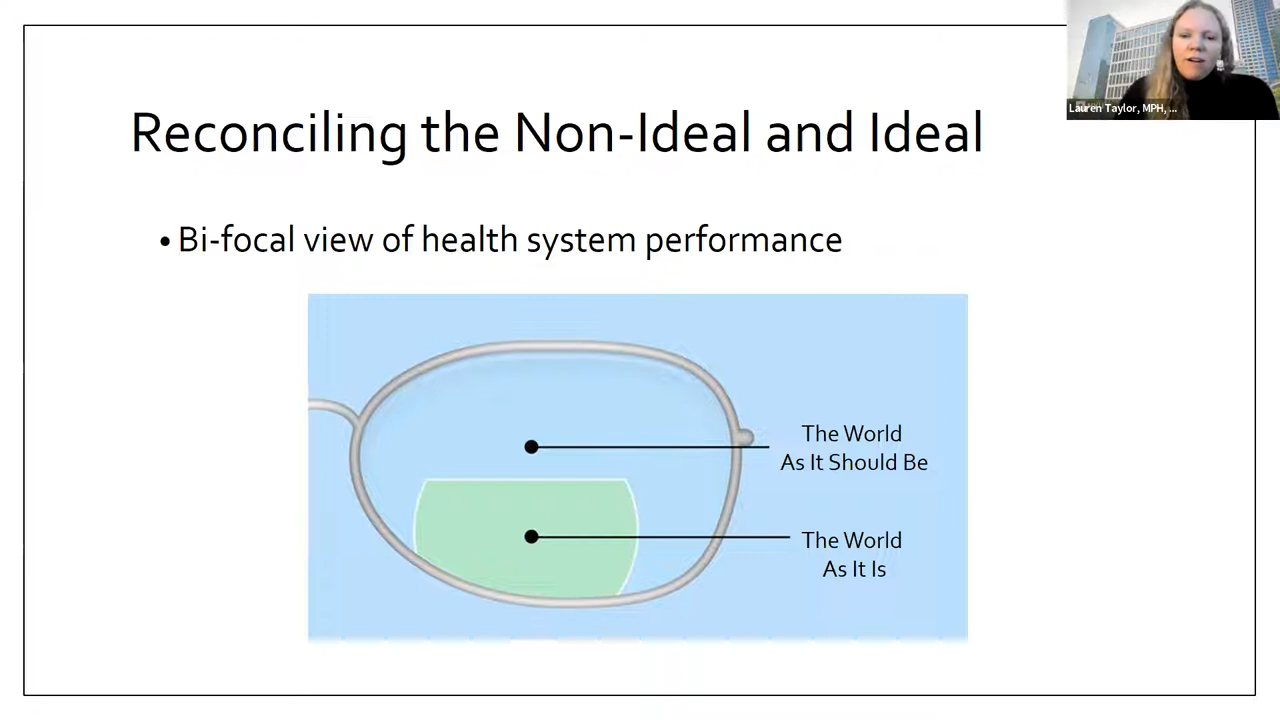 Lauren Taylor, MPH, ...
Reconciling the Non-Ideal and Ideal
• Bi-focal view of health system performance
The World
As It Should Be
The World
As It Is